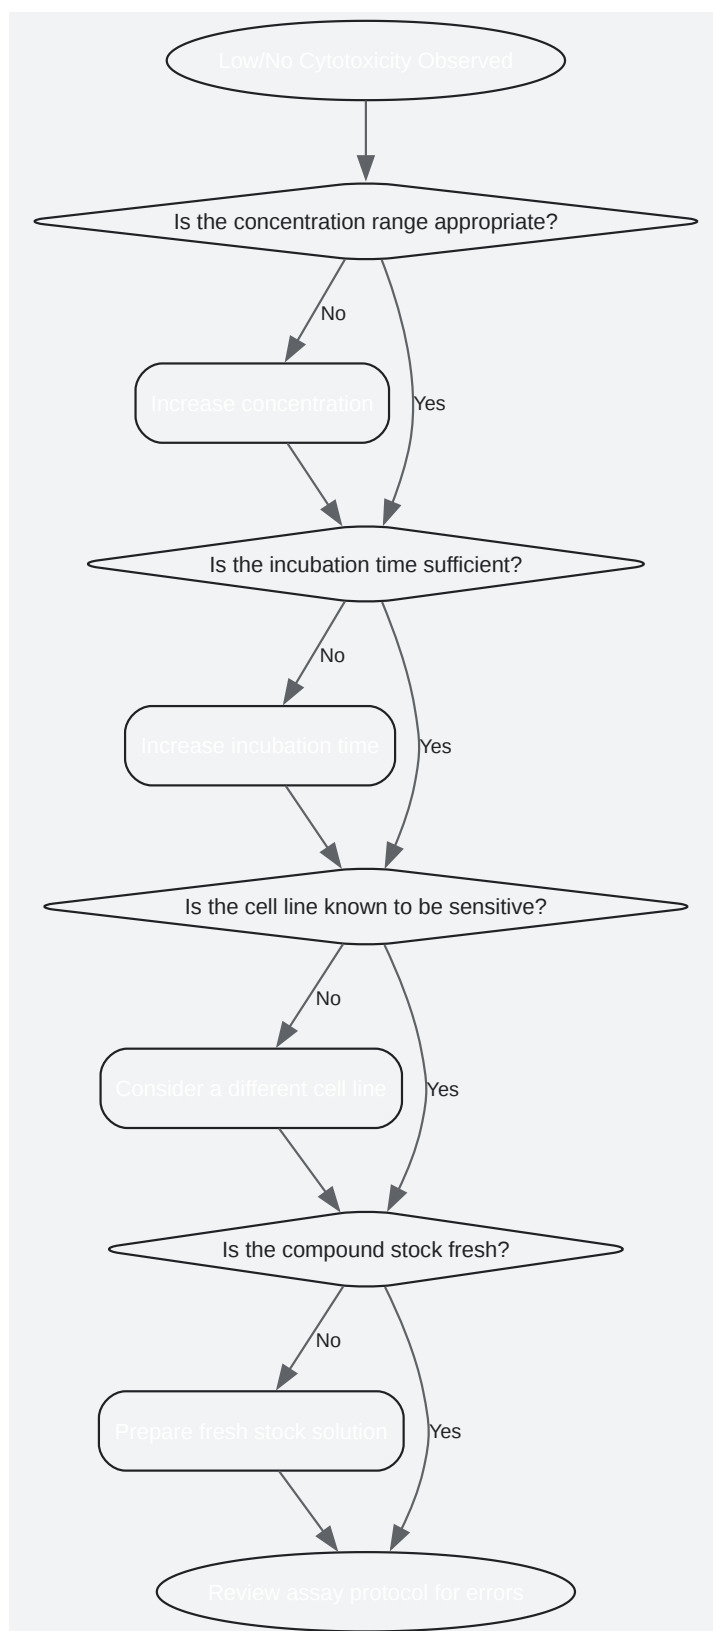 Low/No Cytotoxicity Observed
Is the concentration range appropriate?
No
Increase concentration
Yes
Is the incubation time sufficient?
No
Increase incubation time
Yes
Is the cell line known to be sensitive?
No
Consider a different cell line
Yes
Is the compound stock fresh?
No
Prepare fresh stock solution
Yes
Review assay protocol for errors